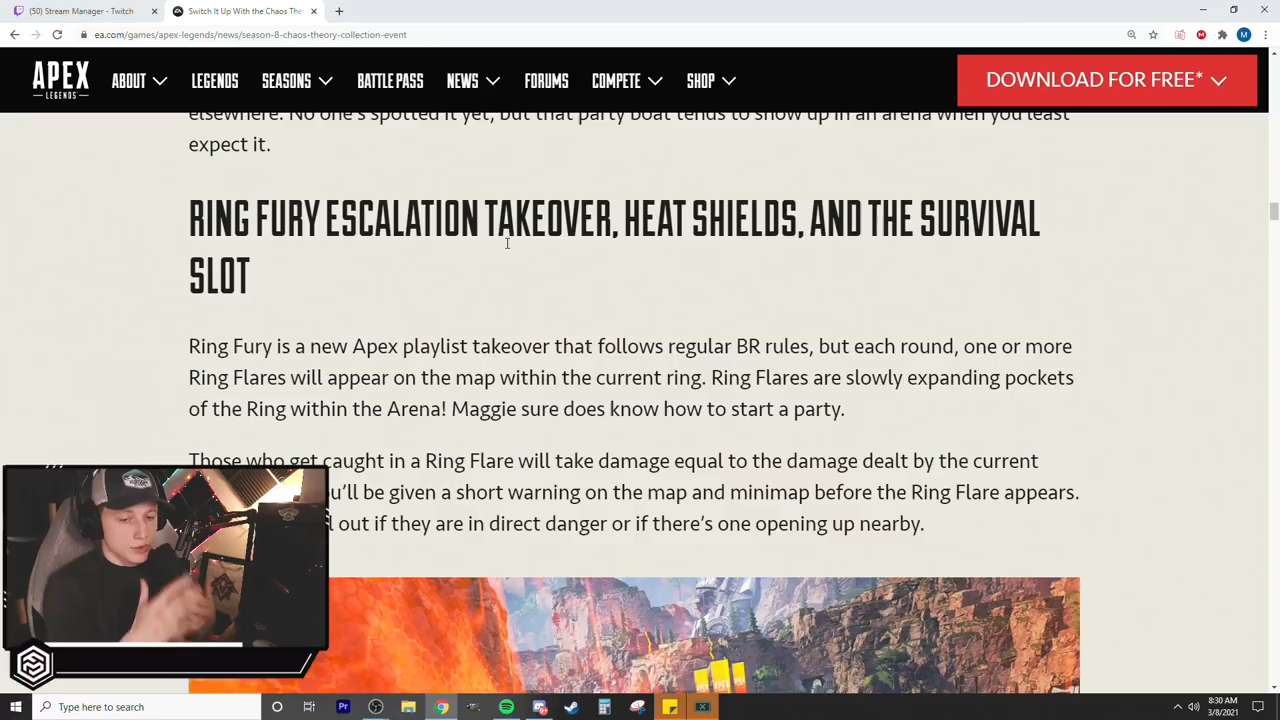 (50) Stream Manager - Twitch
Switch It Up With the Chaos The
ea.com/games/apex-legends/news/season-8-chaos-theory-collection-event
APEX
LEGENDS
ABOUT
LEGENDS
SEASONS
BATTLE PASS
NEWS
FORUMS
COMPETE
SHOP
DOWNLOAD FOR FREE*
elsewhere. No one's spotted it yet, but that party boat tends to show up in an arena when you least
expect it.
RING FURY ESCALATION TAKEOVER, HEAT SHIELDS, AND THE SURVIVAL
SLOT
Ring Fury is a new Apex playlist takeover that follows regular BR rules, but each round, one or more
Ring Flares will appear on the map within the current ring. Ring Flares are slowly expanding pockets
of the Ring within the Arena! Maggie sure does know how to start a party.
Those who get caught in a Ring Flare will take damage equal to the damage dealt by the current
u'll be given a short warning on the map and minimap before the Ring Flare appears.
l out if they are in direct danger or if there's one opening up nearby.
Type here to search
8:30 AM
3/8/2021